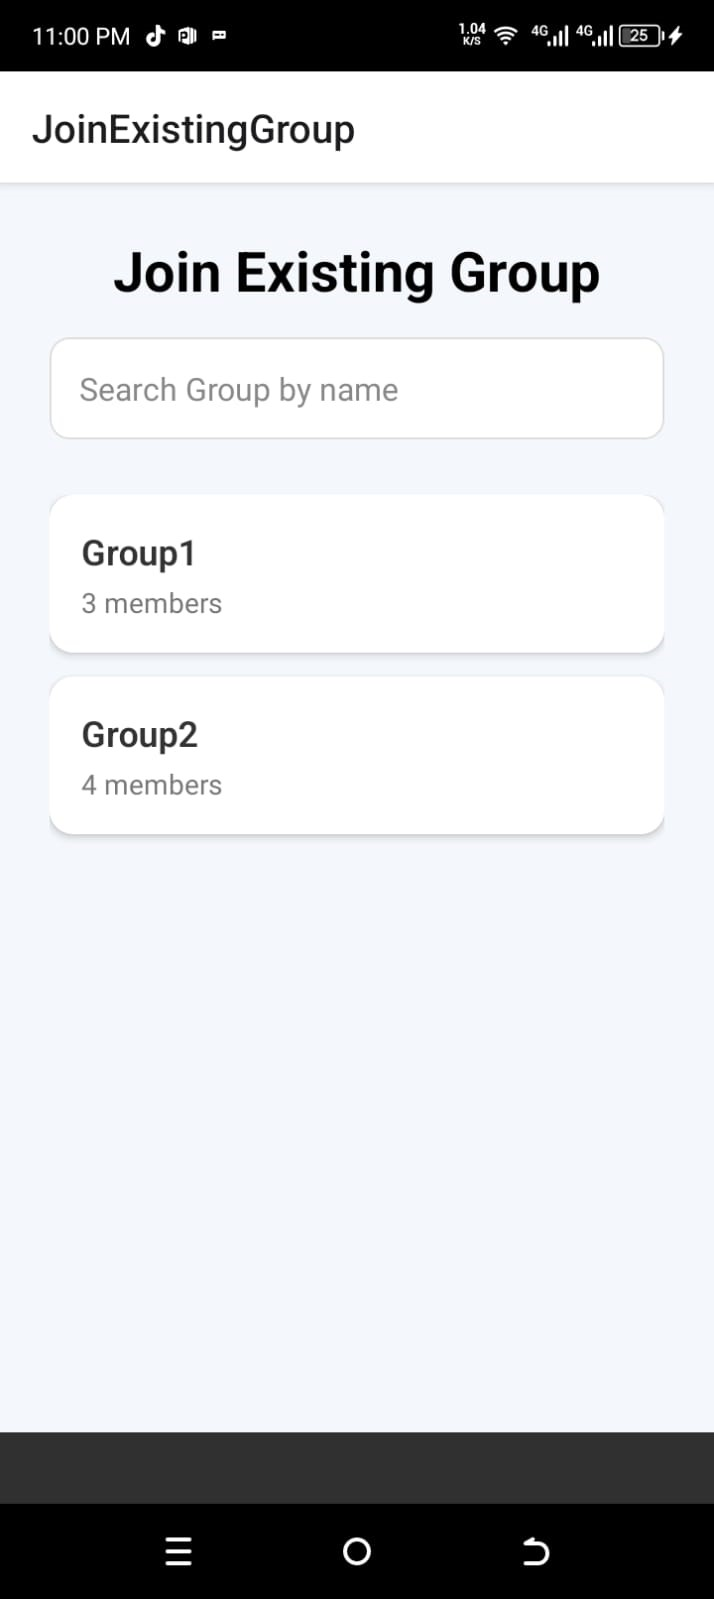 11:00 PM
1.04 K/S 4G 4G 25
JoinExistingGroup
Join Existing Group
Search Group by name
Group1
3 members
Group2
4 members